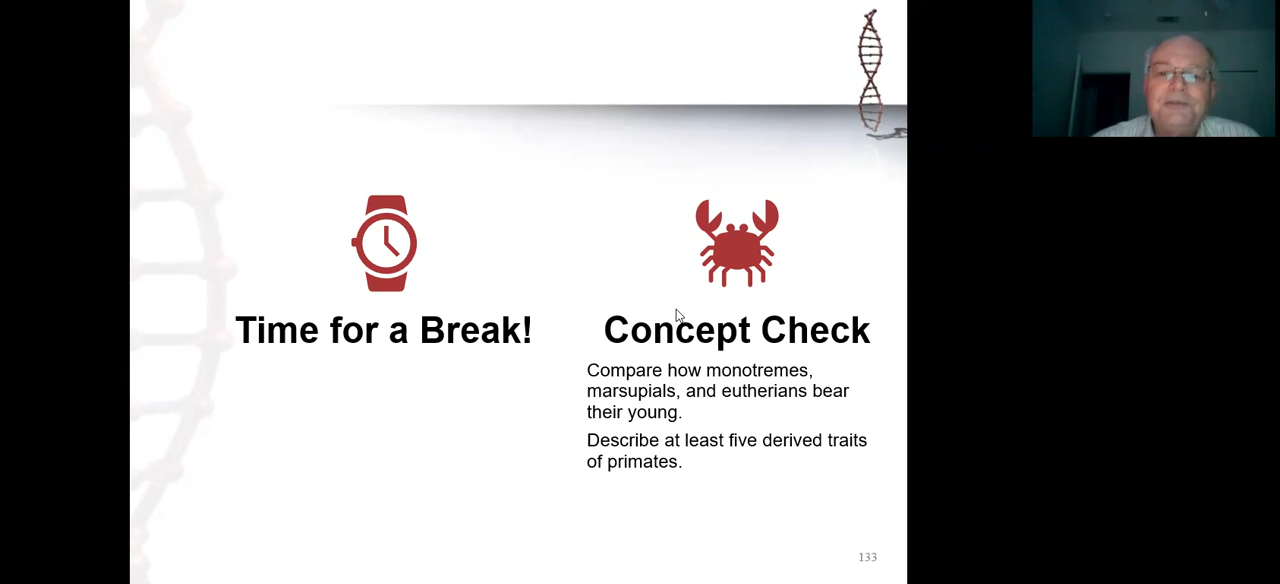 Time for a Break!
Concept Check
Compare how monotremes,
marsupials, and eutherians bear
their young.
Describe at least five derived traits
of primates.
133